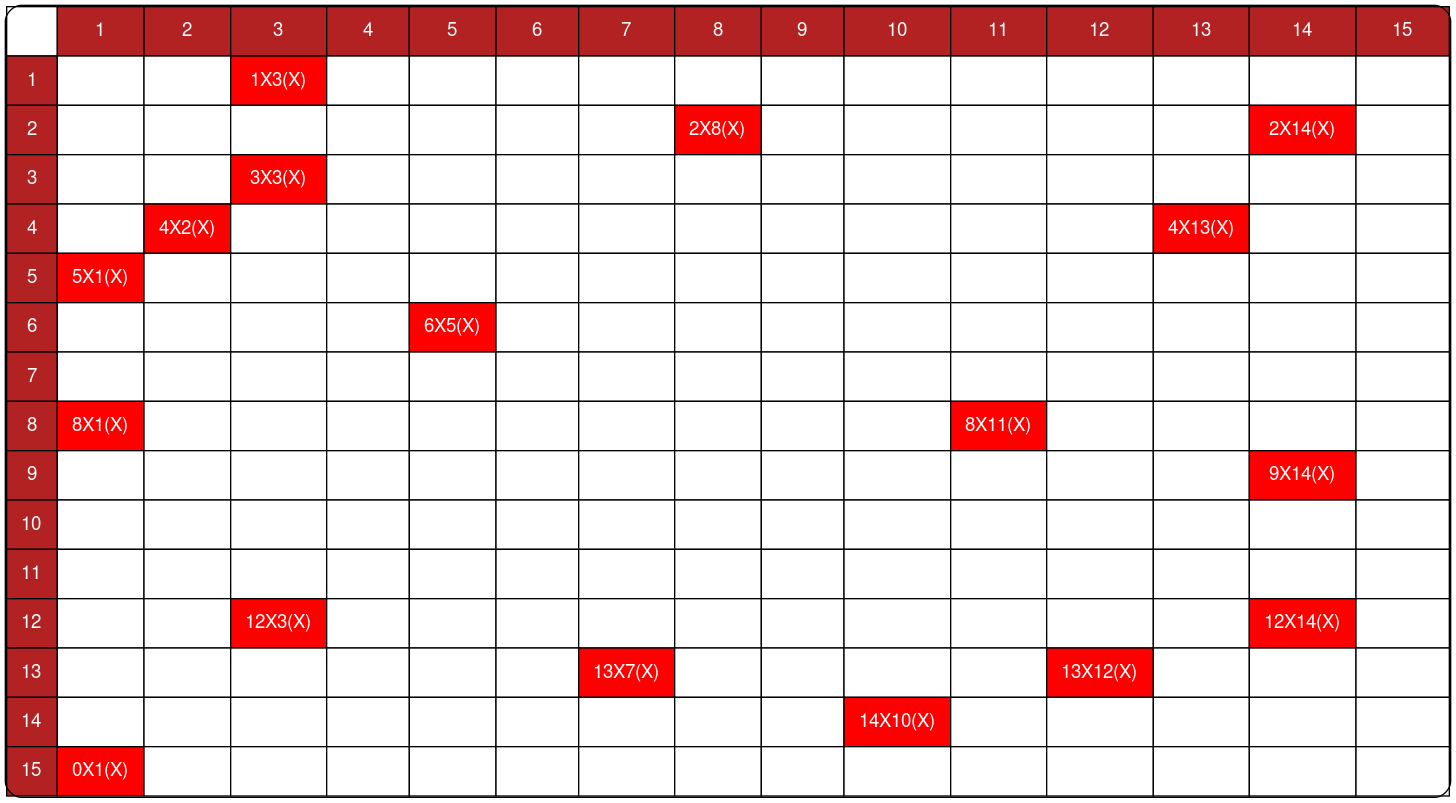 1 2 3 4 5 6 7 8 9 10 11 12 13 14 15
1 1X3(X)
2 2X8(X) 2X14(X)
3 3X3(X)
4 4X2(X) 4X13(X)
5 5X1(X)
6 6X5(X)
7
8 8X1(X) 8X11(X)
9 9X14(X)
10
11
12 12X3(X) 12X14(X)
13 13X7(X) 13X12(X)
14 14X10(X)
15 0X1(X)